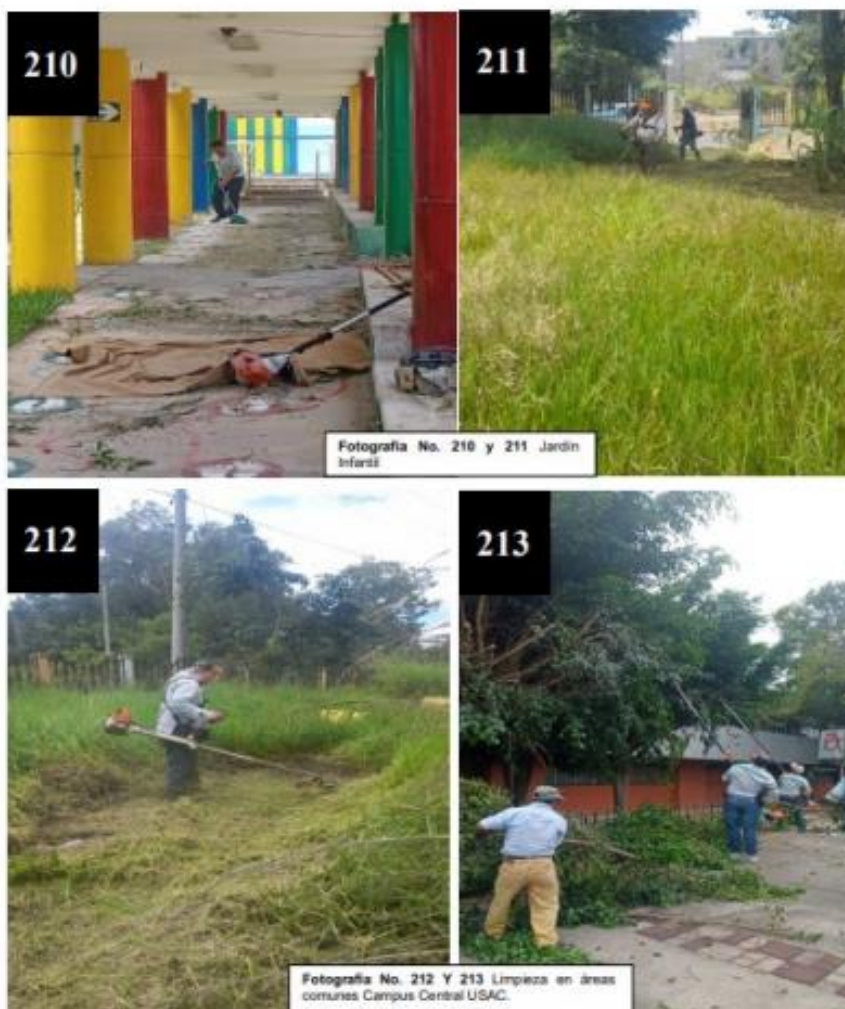 210
211
Fotografía No. 210 y 211 Jardín
Infantil
212
213
Fotografía No. 212 Y 213 Limpieza en áreas
comunes Campus Central USAC.